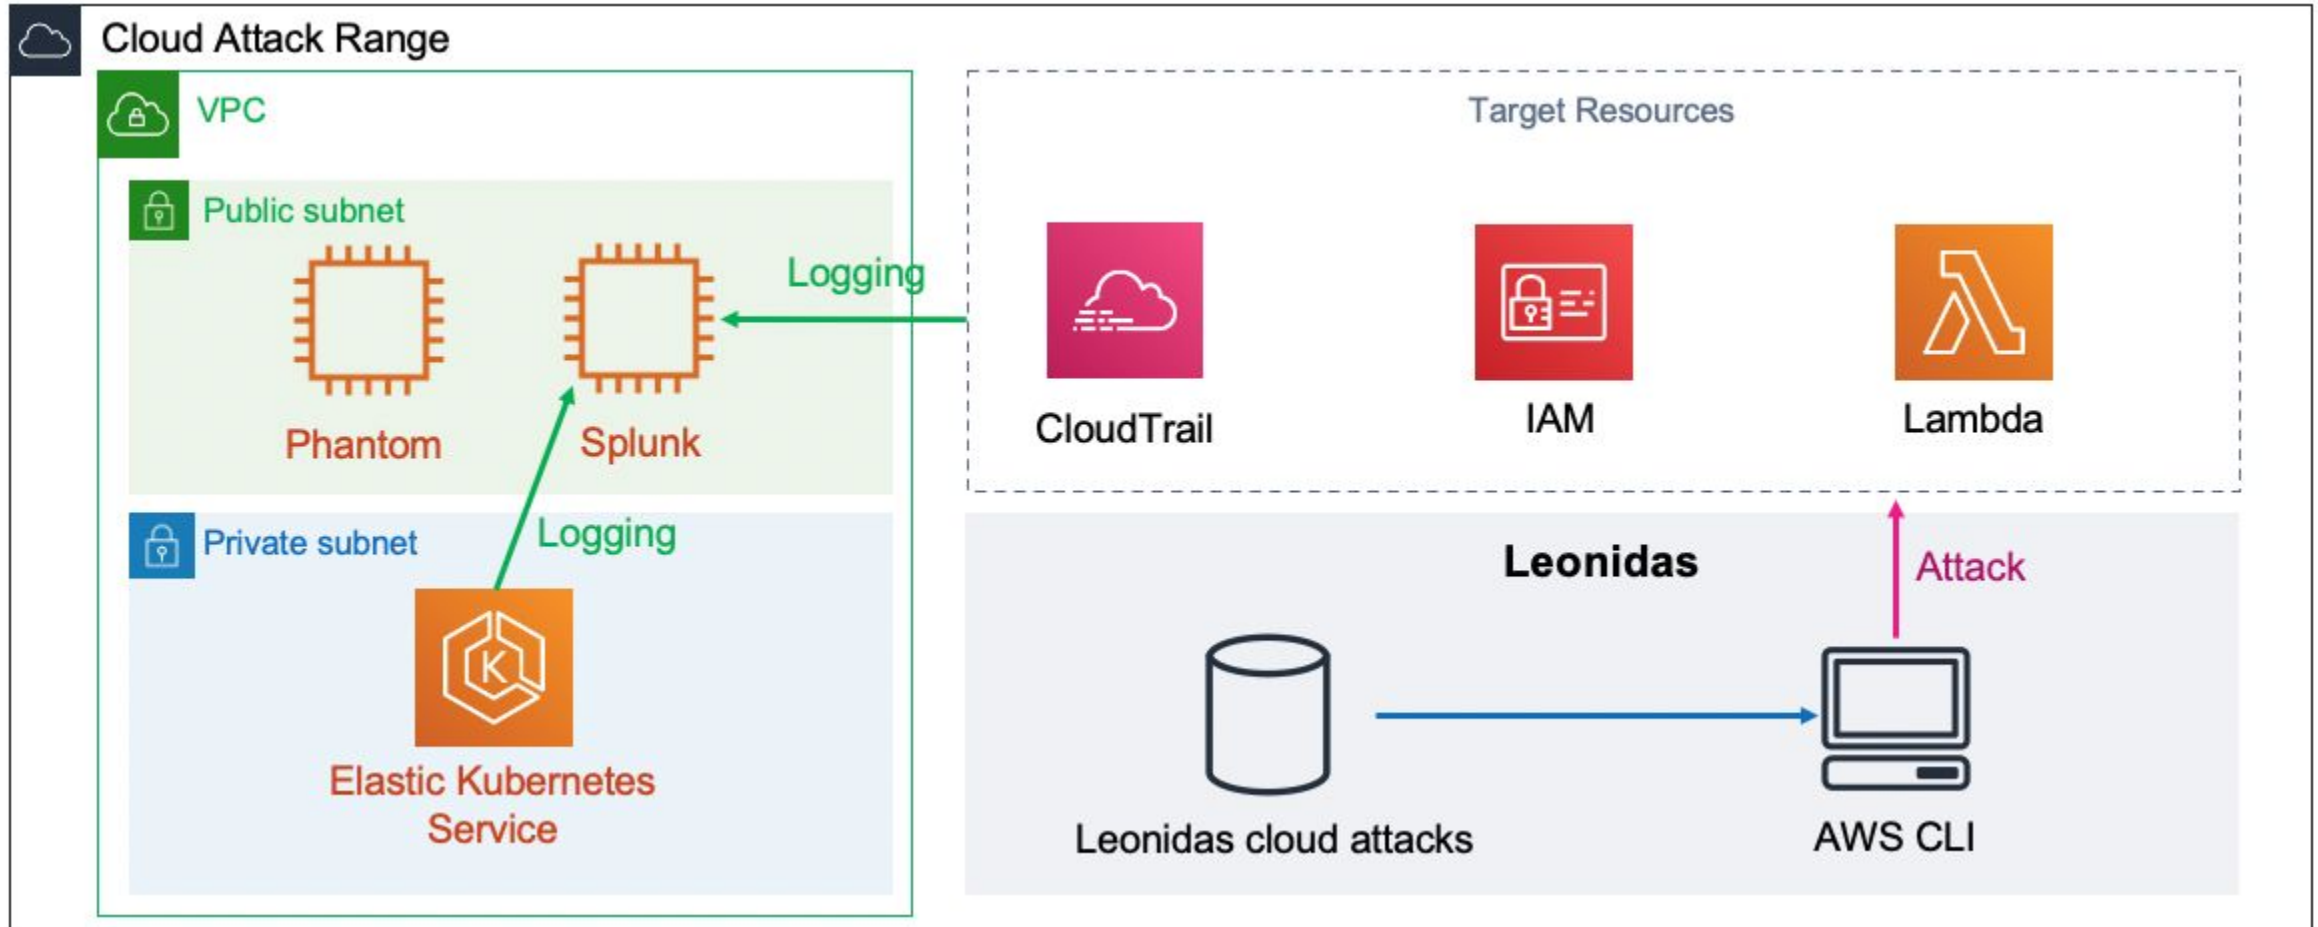 Cloud Attack Range
VPC
Public subnet
Phantom
Splunk
Logging
Private subnet
Logging
K
Elastic Kubernetes
Service
Target Resources
CloudTrail
IAM
Lambda
Leonidas
Attack
Leonidas cloud attacks
AWS CLI